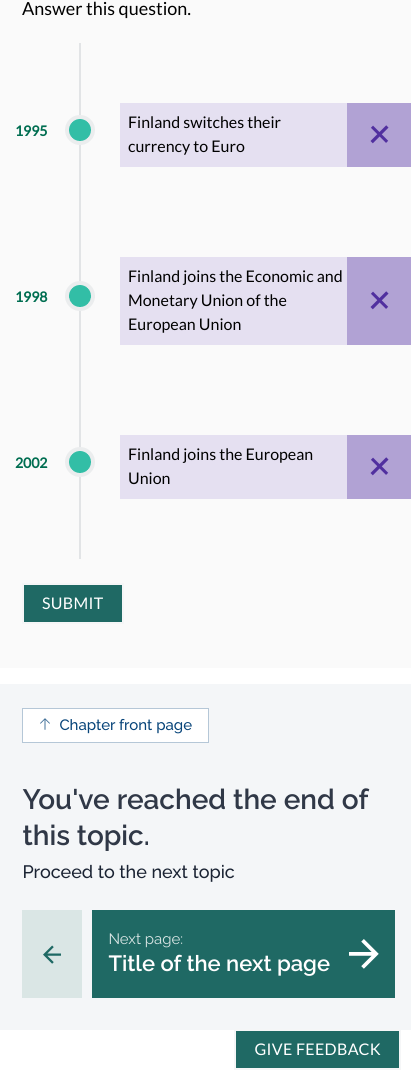 Answer this question.
1995
Finland switches their
currency to Euro
1998
Finland joins the Economic and
Monetary Union of the
European Union
2002
Finland joins the European
Union
SUBMIT
↑ Chapter front page
You've reached the end of
this topic.
Proceed to the next topic
Next page:
Title of the next page
GIVE FEEDBACK